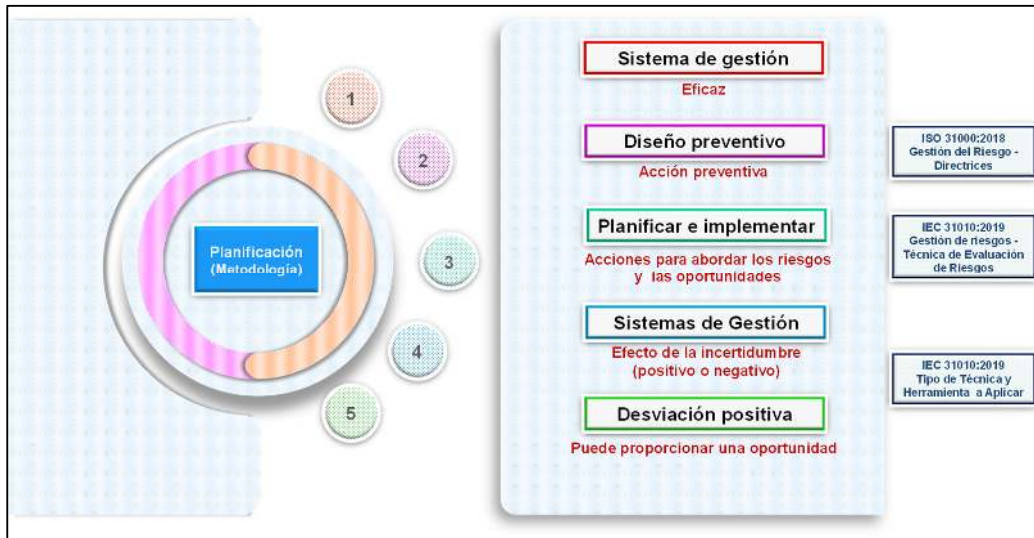 Planificación
(Metodología)
1
2
3
4
5
Sistema de gestión
Eficaz
Diseño preventivo
Acción preventiva
Planificar e implementar
Acciones para abordar los riesgos
y las oportunidades
Sistemas de Gestión
Efecto de la incertidumbre
(positivo o negativo)
Desviación positiva
Puede proporcionar una oportunidad
ISO 31000:2018
Gestión del Riesgo -
Directrices
IEC 31010:2019
Gestión de riesgos -
Técnica de Evaluación
de Riesgos
IEC 31010:2019
Tipo de Técnica y
Herramienta a Aplicar